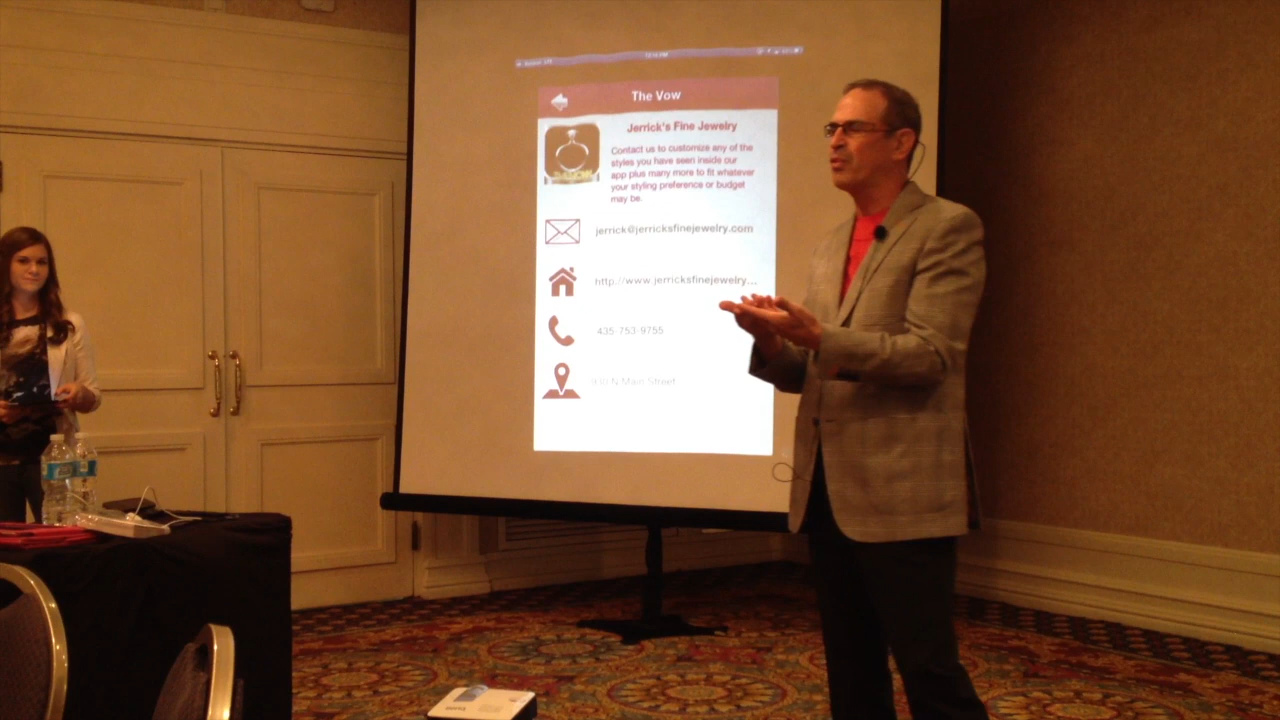 The Vow
Jerrick's Fine Jewelry
Contact us to customize any of the
styles you have seen inside our
app plus many more to fit whatever
your styling preference or budget
may be.
jerrick@jerricksfinejewelry.com
http://www.jerricksfinejewelry...
435-753-9755
N Main Street